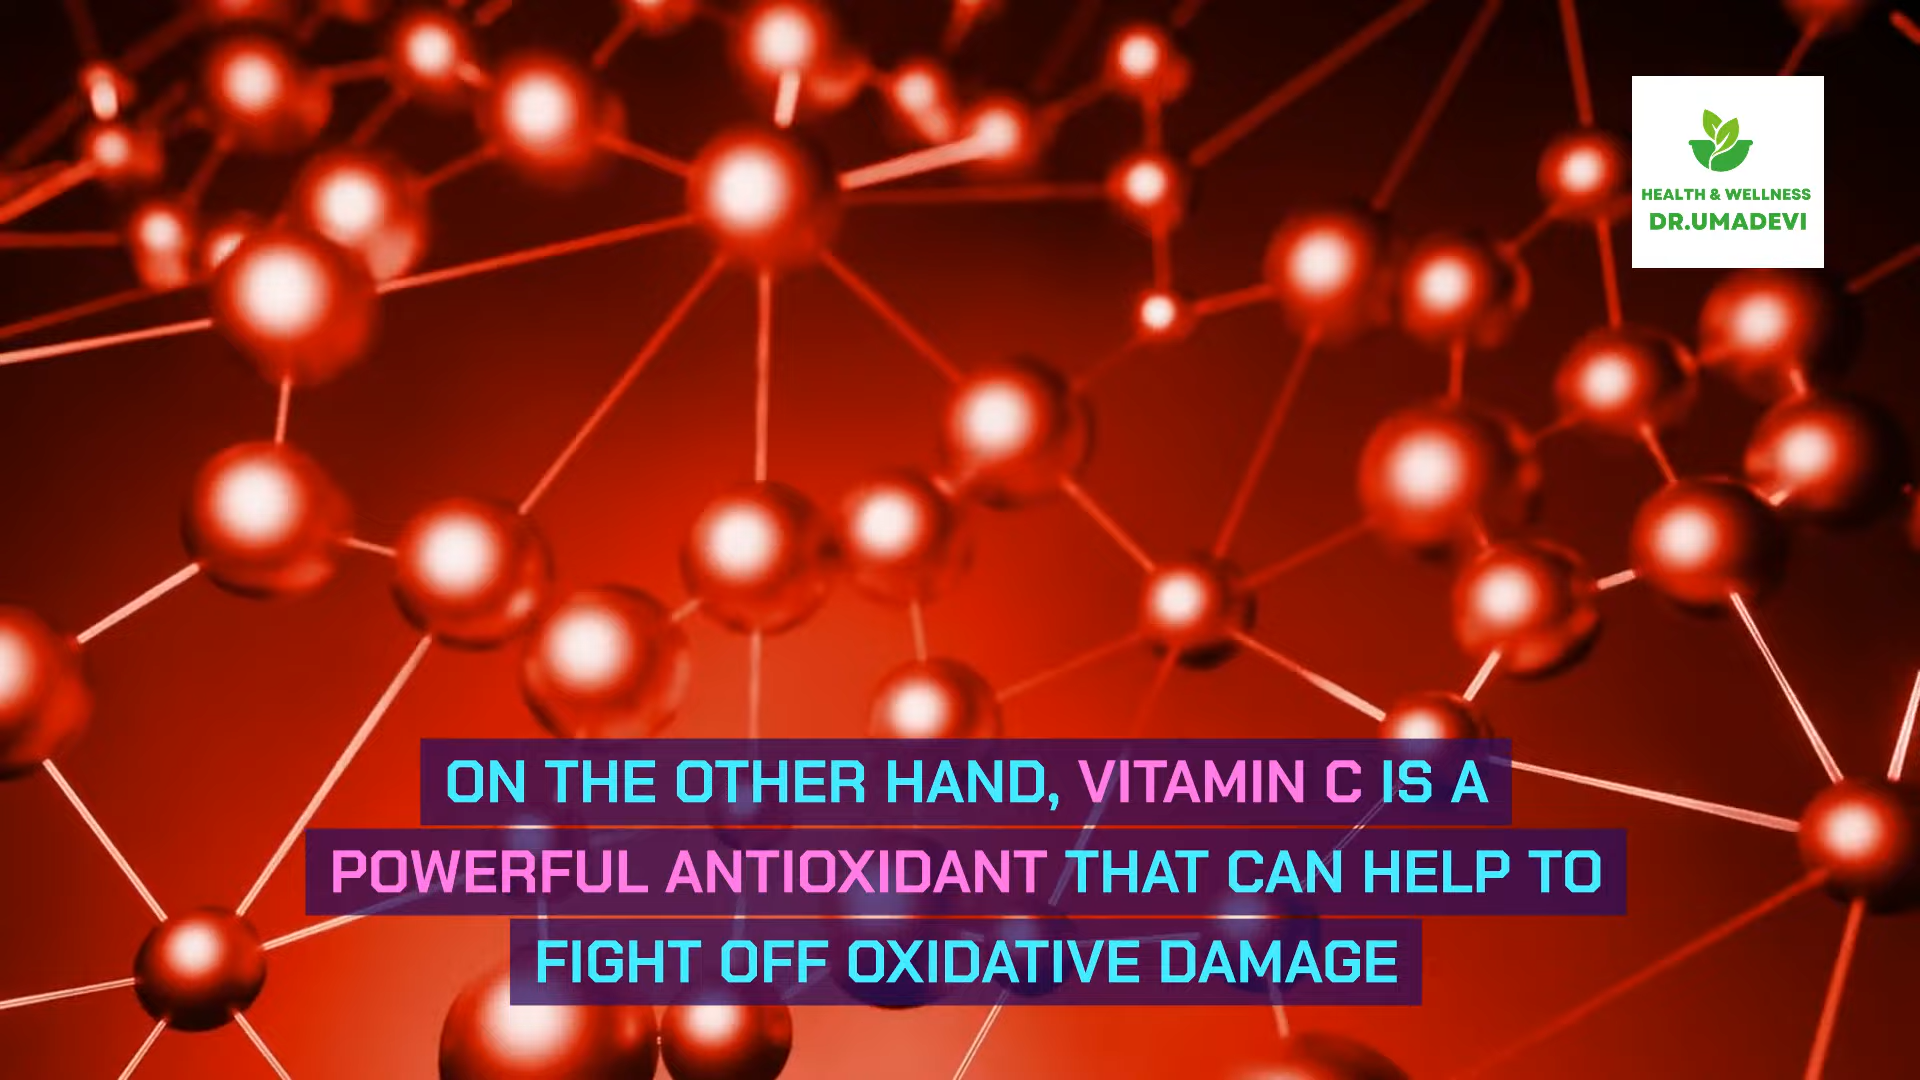 HEALTH & WELLNESS
DR.UMADEVI
ON THE OTHER HAND, VITAMIN C IS A
POWERFUL ANTIOXIDANT THAT CAN HELP TO
FIGHT OFF OXIDATIVE DAMAGE